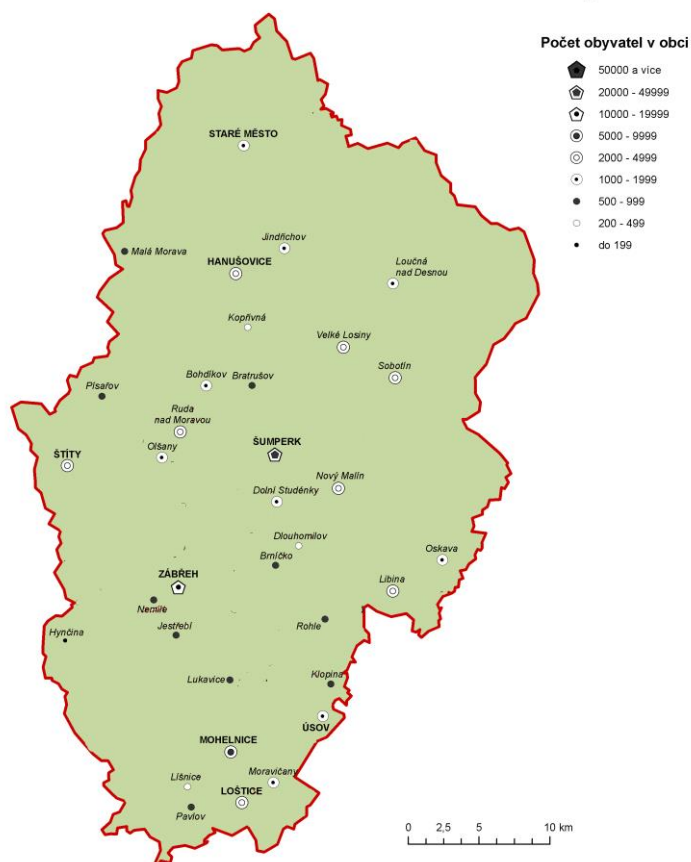 Počet obyvatel v obci
50000 a více
20000 - 49999
10000 - 19999
5000 - 9999
2000 - 4999
1000 - 1999
500 - 999
200 - 499
do 199
STARÉ MĚSTO
Jindřichov
Malá Morava
HANUŠOVICE
Loučná
nad Desnou
Kopřivná
Velké Losiny
Sobotín
Bohdíkov
Bratrušov
Písařov
Ruda
nad Moravou
ŠUMPERK
Olšany
ŠTÍTY
Nový Malín
Dolní Studénky
Dlouhomilov
Brníčko
Oskava
ZÁBŘEH
Libina
Nemile
Jestřebí
Rohle
Hynčina
Lukavice
Klopina
ÚSOV
MOHELNICE
Líšnice
Moravičany
LOŠTICE
Pavlov
0 2,5 5 10 km